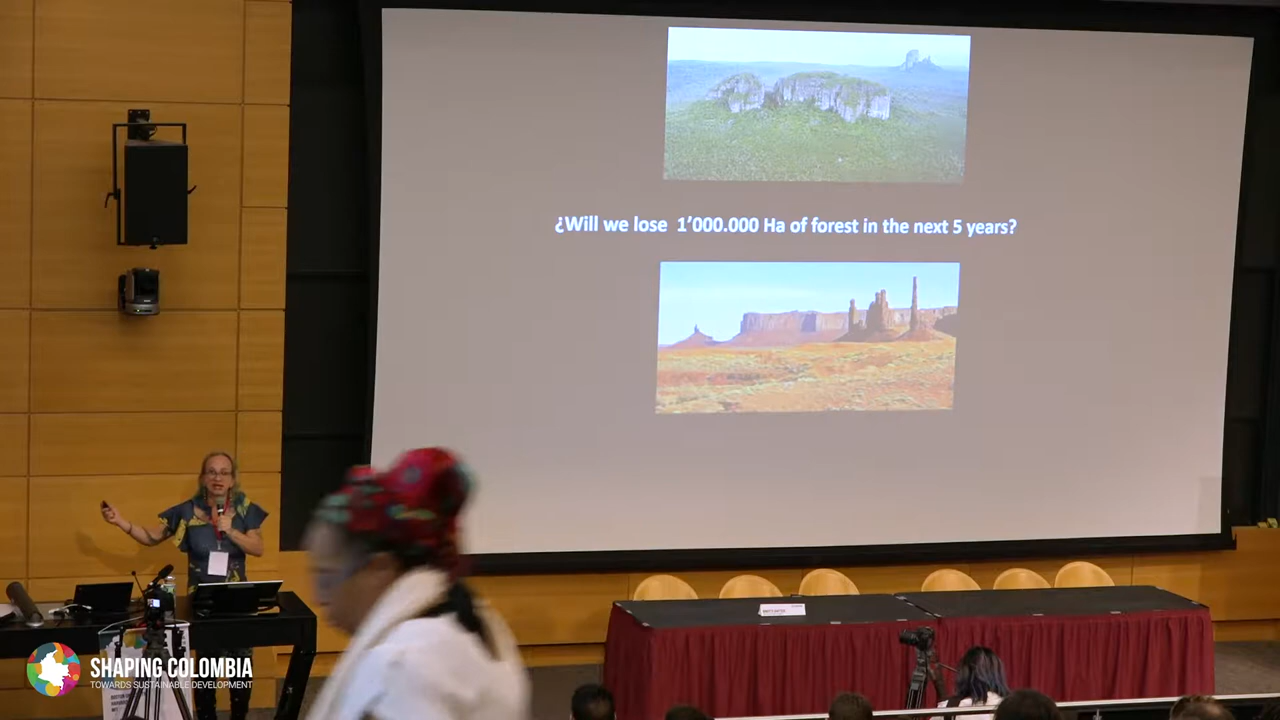 ¿Will we lose 1'000.000 Ha of forest in the next 5 years?
SHAPING COLOMBIA
TOWARDS SUSTAINABLE DEVELOPMENT